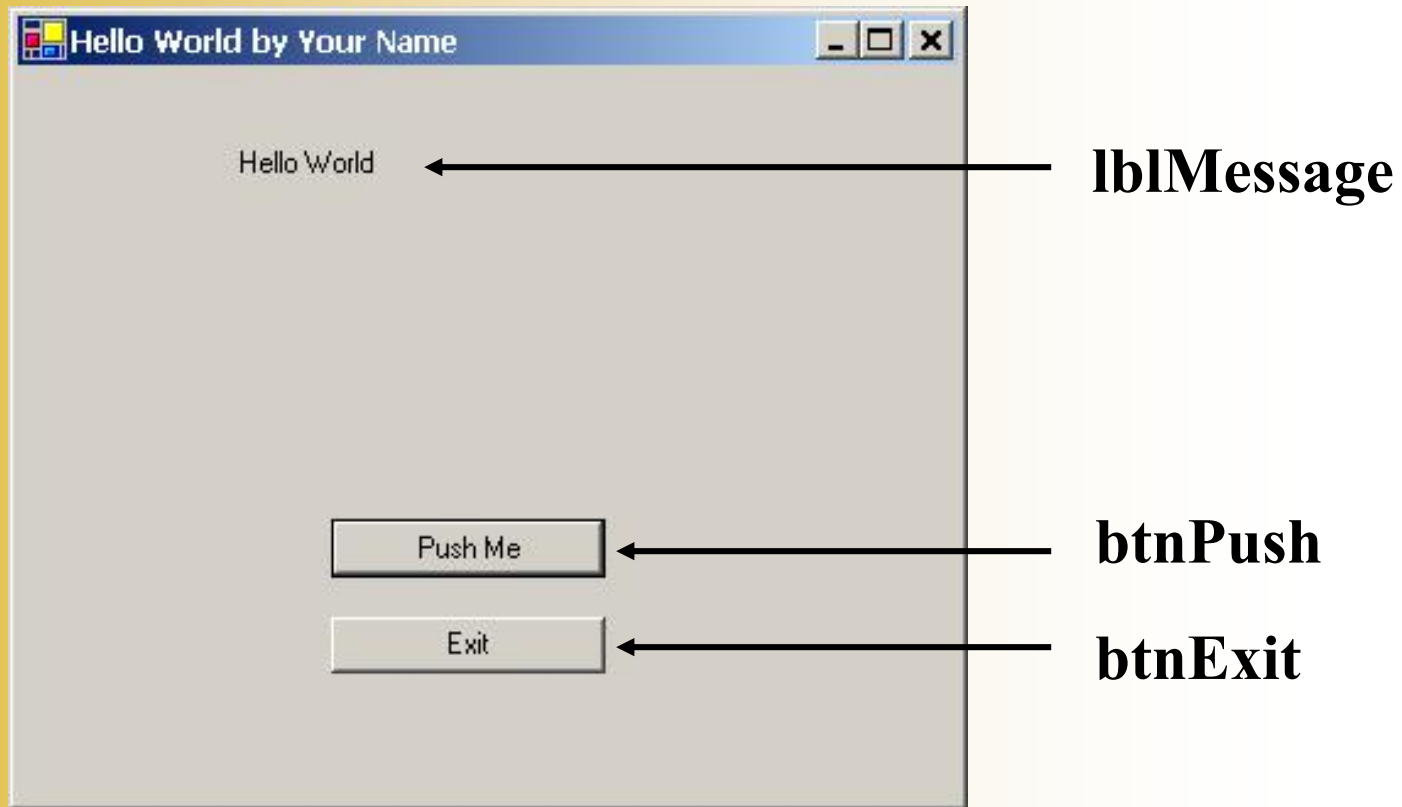 Hello World by Your Name
Hello World
lblMessage
Push Me
btnPush
Exit
btnExit